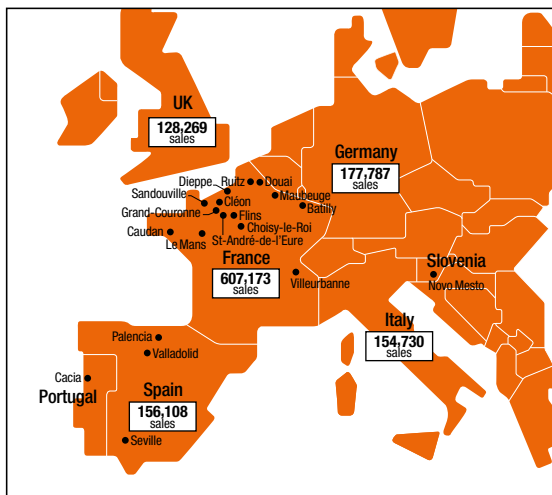 UK
128,269
sales
Germany
177,787
sales
Dieppe
Ruitz
Douai
Sandouville
Cléon
Maubeuge
Grand-Couronne
Flins
Batilly
Caudan
Choisy-le-Roi
Le Mans
St-André-de-l'Eure
France
607,173
sales
Villeurbanne
Slovenia
Novo Mesto
Italy
154,730
sales
Palencia
Valladolid
Cacia
Portugal
Spain
156,108
sales
Seville